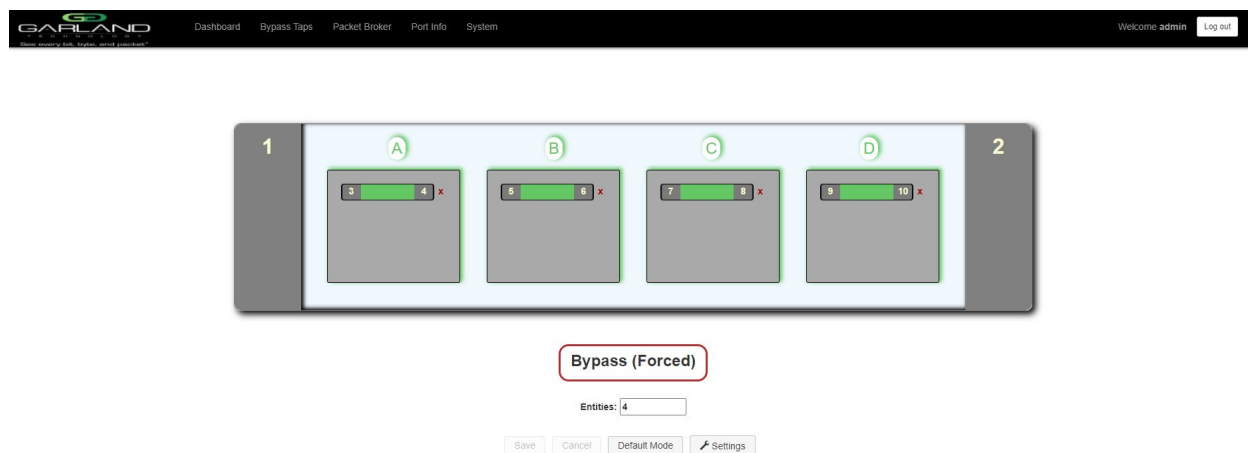 GARLAND
TECHNOLOGY
See every bit, byte, and packet®
Dashboard Bypass Taps Packet Broker Port Info System Welcome admin Log out
1 A B C D 2
3 4 x 5 6 x 7 8 x 9 10 x
Bypass (Forced)
Entities: 4
Save Cancel Default Mode Settings